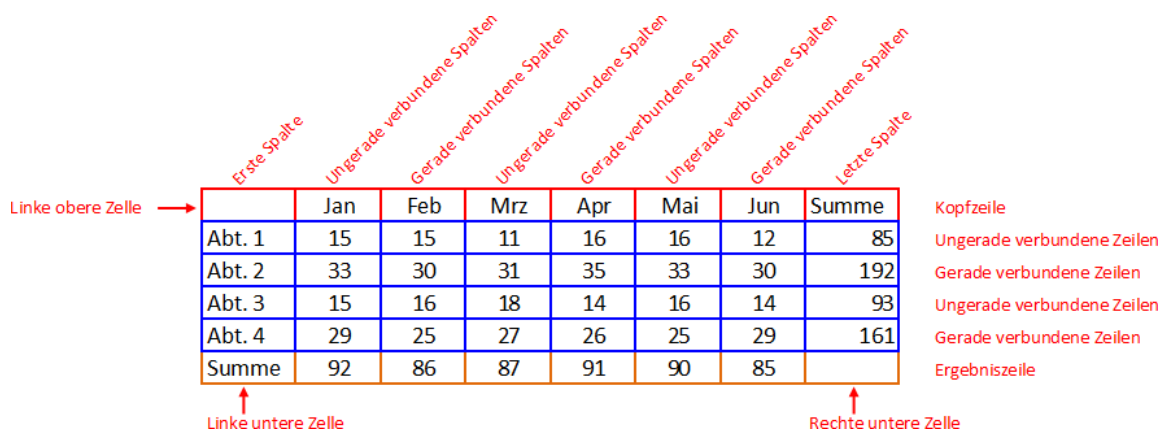 Erste Spalte
Ungerade verbundene Spalten
Gerade verbundene Spalten
Ungerade verbundene Spalten
Gerade verbundene Spalten
Ungerade verbundene Spalten
Gerade verbundene Spalten
Letzte Spalte
Linke obere Zelle Jan Feb Mrz Apr Mai Jun Summe Kopfzeile
Abt. 1 15 15 11 16 16 12 85 Ungerade verbundene Zeilen
Abt. 2 33 30 31 35 33 30 192 Gerade verbundene Zeilen
Abt. 3 15 16 18 14 16 14 93 Ungerade verbundene Zeilen
Abt. 4 29 25 27 26 25 29 161 Gerade verbundene Zeilen
Summe 92 86 87 91 90 85 Ergebniszeile
Linke untere Zelle Rechte untere Zelle